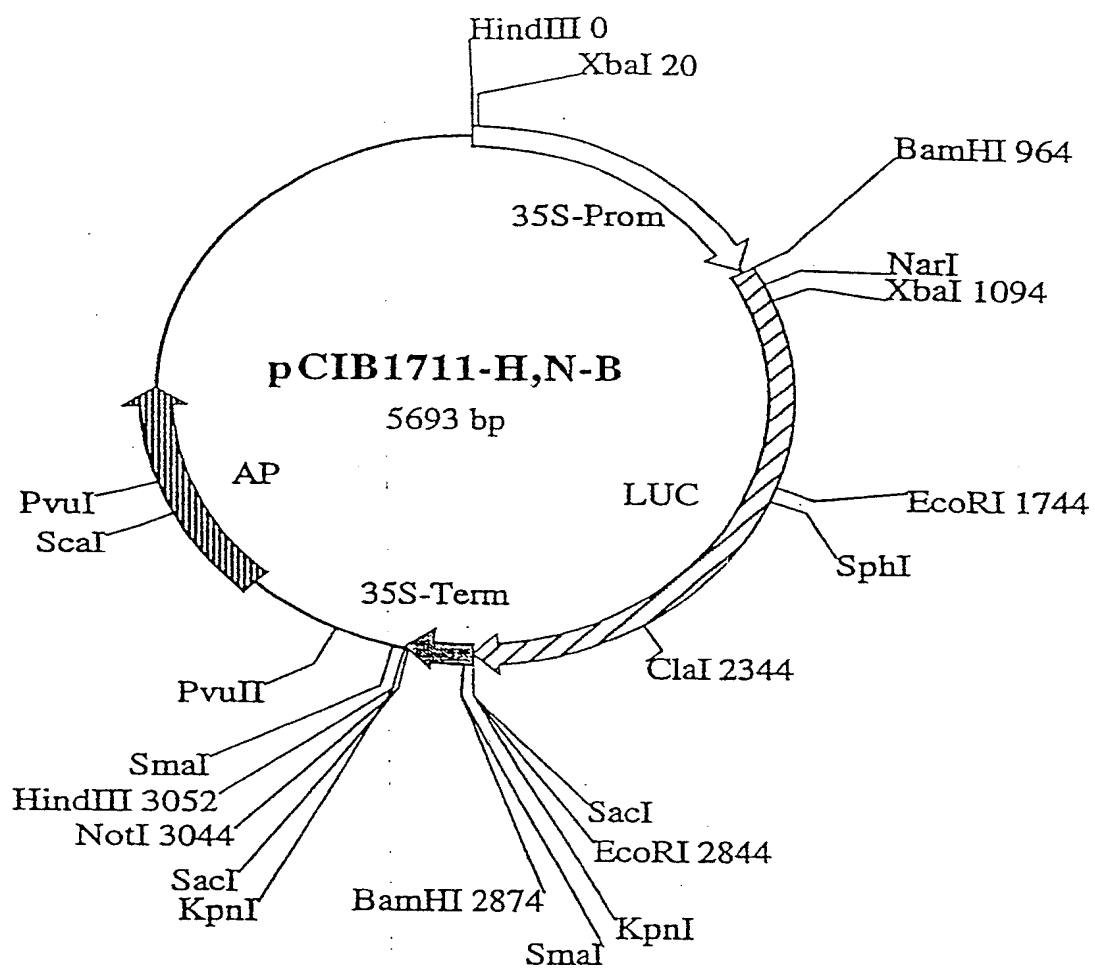 HindIII 0
XbaI 20
BamHI 964
35S-Prom
NarI
XbaI 1094
pCIB1711-H,N-B
5693 bp
AP
LUC
PvuI
ScaI
EcoRI 1744
SphI
35S-Term
ClaI 2344
PvuII
SmaI
HindIII 3052
NotI 3044
SacI
KpnI
SacI
EcoRI 2844
BamHI 2874
KpnI
SmaI